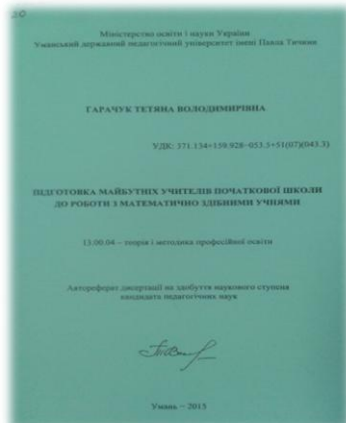 20
Міністерство освіти і науки України
Уманський державний педагогічний університет імені Павла Тичини
ГАРАЧУК ТЕТЯНА ВОЛОДИМИРІВНА
УДК: 371.134+159.928–053.5+51(07)(043.3)
ПІДГОТОВКА МАЙБУТНІХ УЧИТЕЛІВ ПОЧАТКОВОЇ ШКОЛИ
ДО РОБОТИ З МАТЕМАТИЧНО ЗДІБНИМИ УЧНЯМИ
13.00.04 – теорія і методика професійної освіти
Автореферат дисертації на здобуття наукового ступеня
кандидата педагогічних наук
Умань – 2015